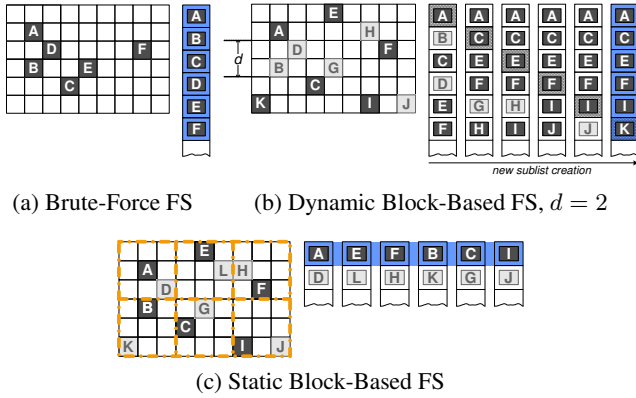 A
D F
B E
C
A
B
C
D
E
F
E
A H
D F
d
B G
C
K I J
A A A A A A
B C C C C C
C E E E E E
D F F F F F
E G H I I I
F H I J J K
new sublist creation
(a) Brute-Force FS
(b) Dynamic Block-Based FS, d = 2
E
A L H
D F
B G
C
K I J
A E F B C I
D L H K G J
(c) Static Block-Based FS